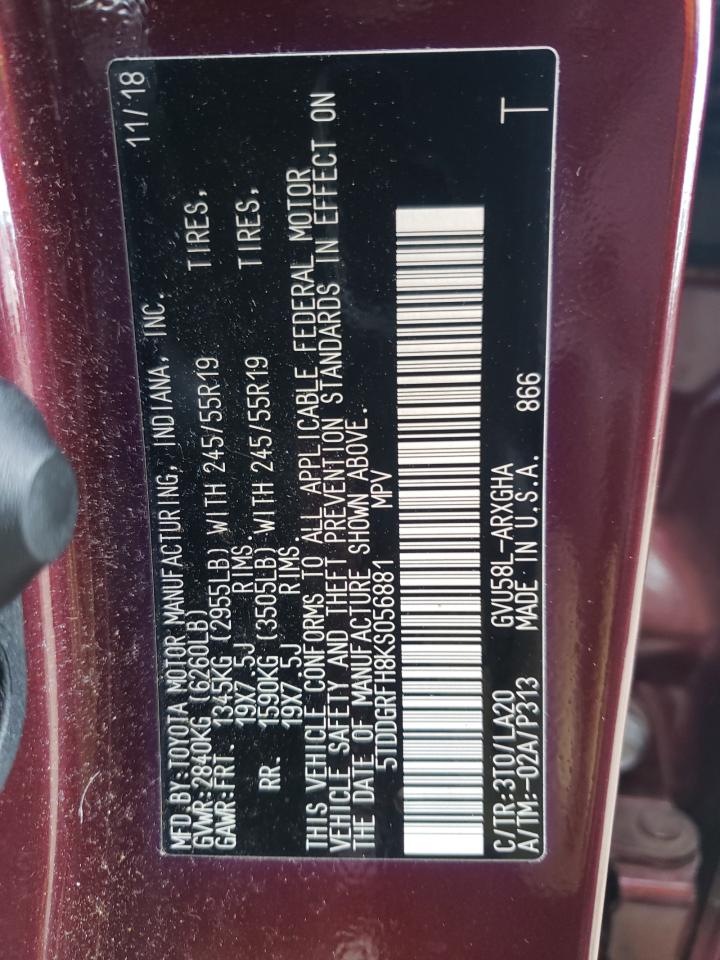 MFD.BY:TOYOTA MOTOR MANUFACTURING, INDIANA, INC. 11/18
GVWR:2840KG (6260LB)
GAWR:FRT. 1345KG (2955LB) WITH 245/55R19 TIRES,
19X7.5J RIMS.
RR. 1590KG (3505LB) WITH 245/55R19 TIRES,
19X7.5J RIMS
THIS VEHICLE CONFORMS TO ALL APPLICABLE FEDERAL MOTOR
VEHICLE SAFETY AND THEFT PREVENTION STANDARDS IN EFFECT ON
THE DATE OF MANUFACTURE SHOWN ABOVE.
5TDDGRFH8KS056881 MPV
C/TR:3T0/LA20 GVU58L-ARXGHA T
A/TM:-02A/P313 MADE IN U.S.A. 866